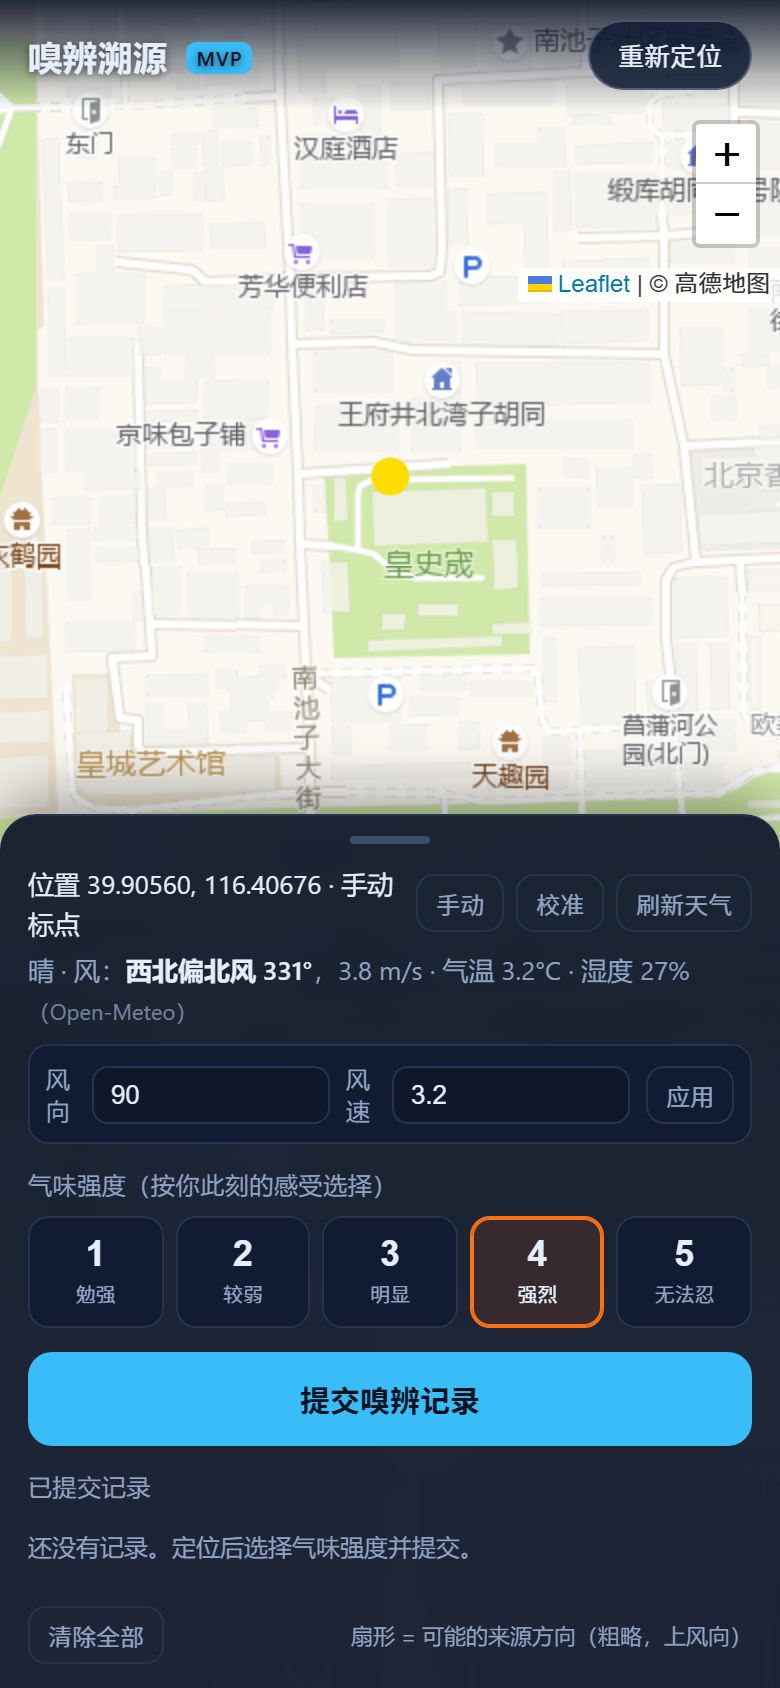 嗅辨溯源 MVP
重新定位
南池子
东门
汉庭酒店
+
缎库胡同
−
芳华便利店
P
Leaflet | © 高德地图
王府井北湾子胡同
京味包子铺
北京香
鹤园
皇史宬
南池子大街
P
菖蒲河公
园(北门)
欧美
皇城艺术馆
天趣园
位置 39.90560, 116.40676 · 手动
标点
手动
校准
刷新天气
晴 · 风：西北偏北风 331°，3.8 m/s · 气温 3.2°C · 湿度 27%
（Open-Meteo）
风向
90
风速
3.2
应用
气味强度（按你此刻的感受选择）
1
勉强
2
较弱
3
明显
4
强烈
5
无法忍
提交嗅辨记录
已提交记录
还没有记录。定位后选择气味强度并提交。
清除全部
扇形 = 可能的来源方向（粗略，上风向）